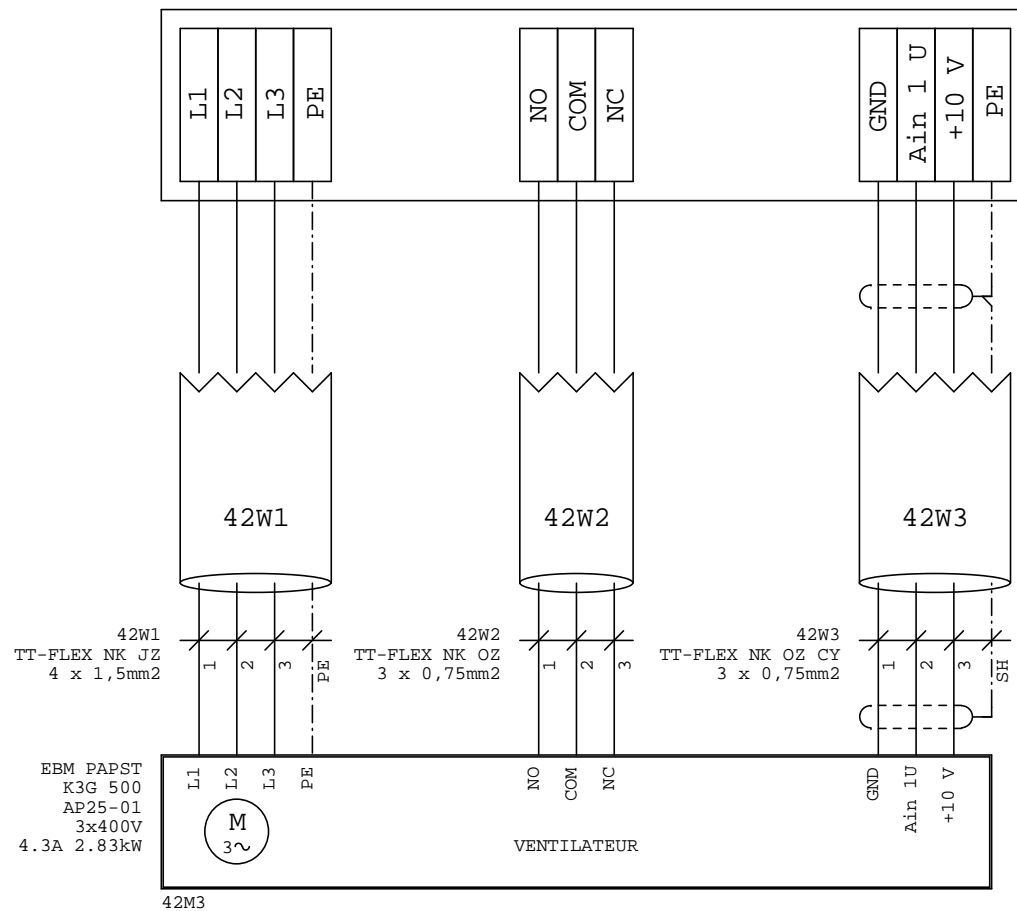 L1
L2
L3
PE
NO
COM
NC
GND
Ain 1 U
+10 V
PE
42W1
42W2
42W3
42W1
TT-FLEX NK JZ
4 x 1,5mm2
1
2
3
PE
42W2
TT-FLEX NK OZ
3 x 0,75mm2
1
2
3
42W3
TT-FLEX NK OZ CY
3 x 0,75mm2
1
2
3
SH
EBM PAPST
K3G 500
AP25-01
3x400V
4.3A 2.83kW
L1
L2
L3
PE
NO
COM
NC
GND
Ain 1U
+10 V
M
3~
VENTILATEUR
42M3